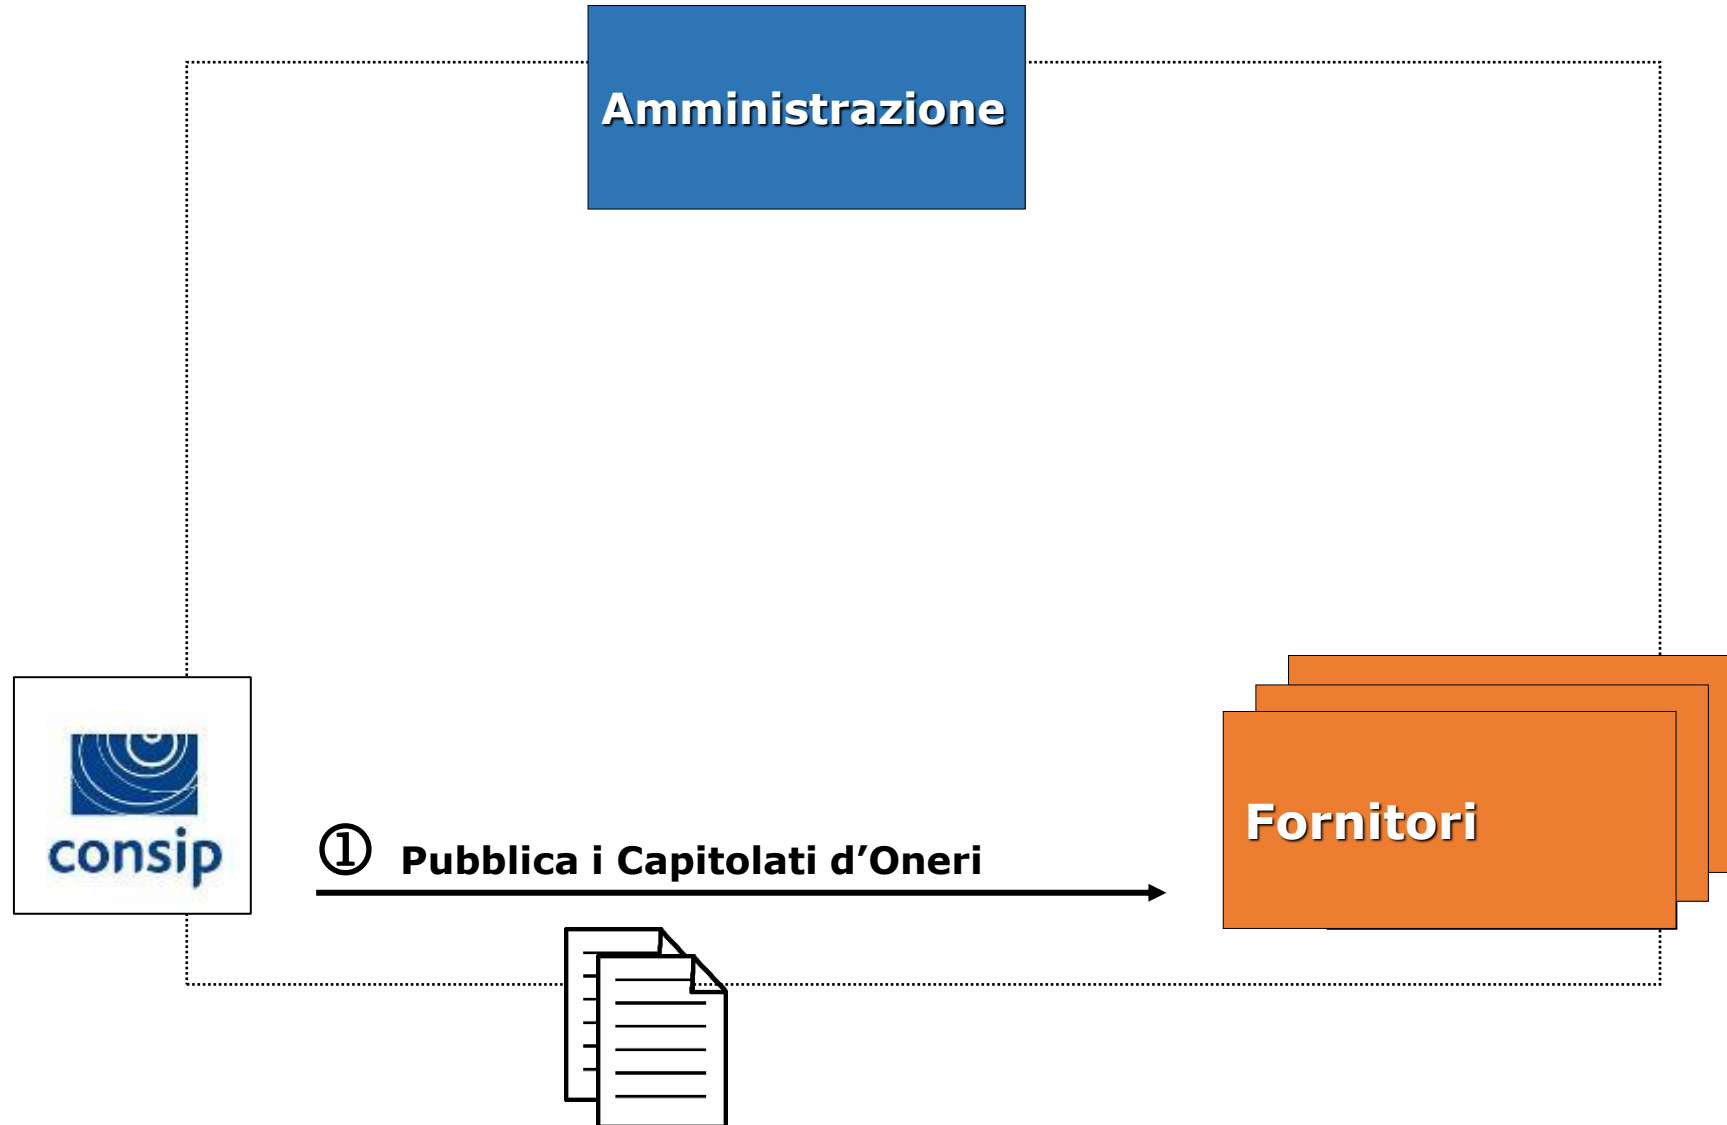 Amministrazione
consip
① Pubblica i Capitolati d’Oneri
Fornitori